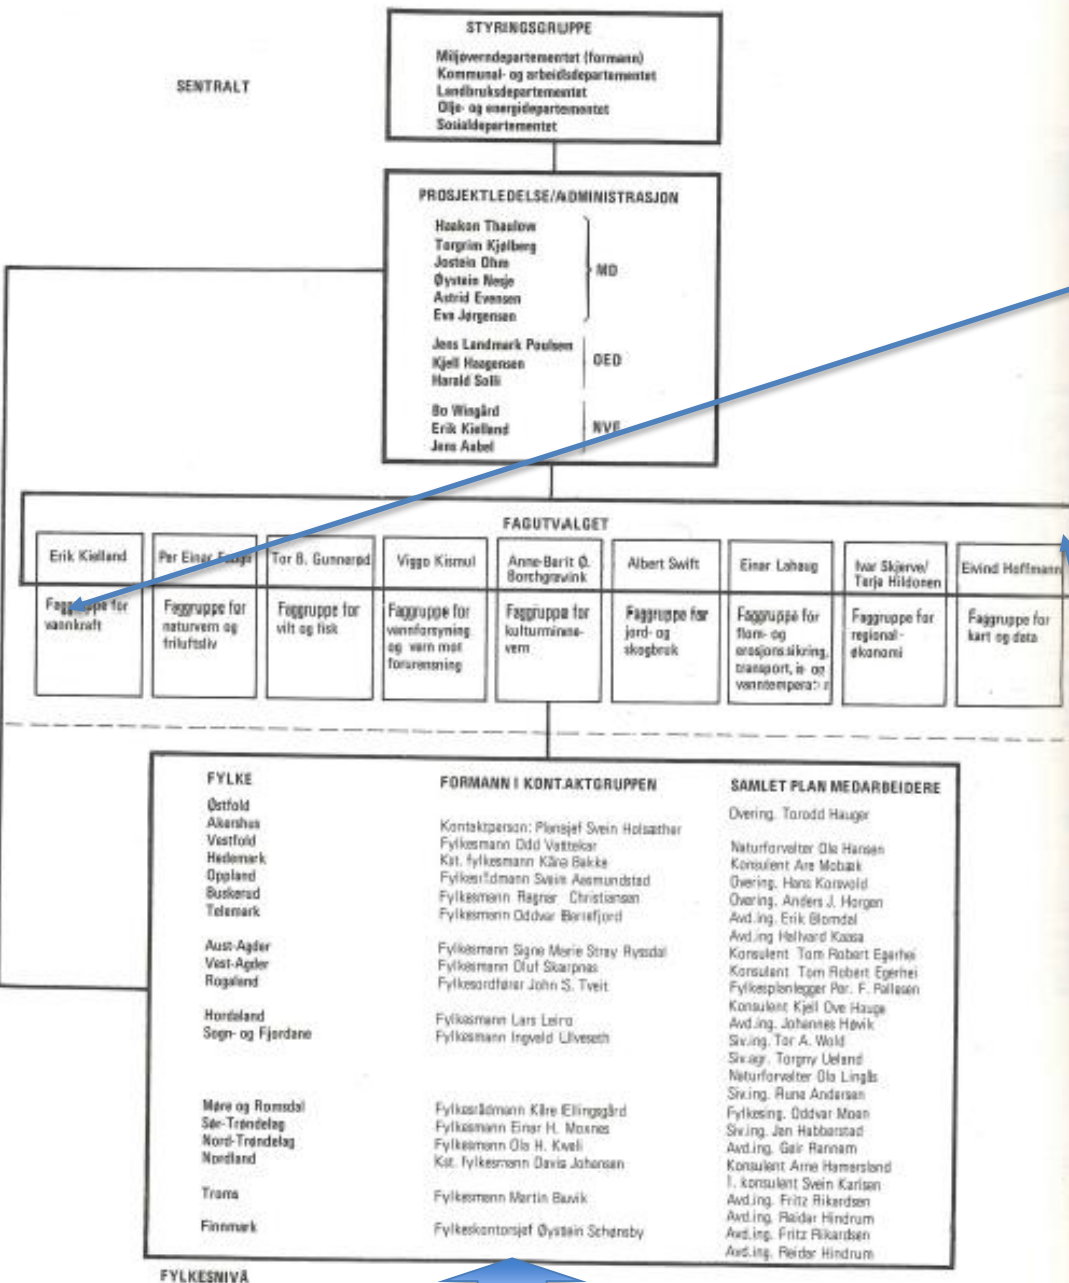 STYRINGSGRUPPE
Miljøverndepartementet (formann)
Kommunal- og arbeidsdepartementet
Landbruksdepartementet
Olje- og energidepartementet
Sosialdepartementet
SENTRALT
PROSJEKTLEDELSE/ADMINISTRASJON
Haakon Thaulow
Torgrim Kjølberg
Jostein Ohm
Øystein Nesje
Astrid Evensen
Eva Jørgensen
MD
Jens Landmark Poulsen
Kjell Haagensen
Harald Solli
OED
Bo Wingård
Erik Kielland
Jens Aabel
NVE
FAGUTVALGET
Erik Kielland
Per Einar
Tor B. Gunnerød
Viggo Kismul
Anne-Berit Ø.
Borchgrevink
Albert Swift
Einar Lahaug
Ivar Skjerve/
Terje Hildonen
Eivind Hoffmann
Faggruppe for
vannkraft
Faggruppe for
naturvern og
friluftsliv
Faggruppe for
vilt og fisk
Faggruppe for
vannforsyning
og vern mot
forurensning
Faggruppe for
kulturminne-
vern
Faggruppe for
jord- og
skogbruk
Faggruppe for
flom- og
erosjonssikring,
transport, is- og
vanntemperatur
Faggruppe for
regional-
økonomi
Faggruppe for
kart og data
FYLKE
Østfold
Akershus
Vestfold
Hedemark
Oppland
Buskerud
Telemark
Aust-Agder
Vest-Agder
Rogaland
Hordaland
Sogn- og Fjordane
Møre og Romsdal
Sør-Trøndelag
Nord-Trøndelag
Nordland
Troms
Finnmark
FORMANN I KONTAKTGRUPPEN
Kontaktperson: Plansjef Svein Holsæther
Fylkesmann Odd Vattekar
Kst. fylkesmann Kåre Bakke
Fylkesrådmann Svein Aasmundstad
Fylkesmann Ragnar Christiansen
Fylkesmann Oddvar Berrefjord
Fylkesmann Signe Marie Stray Ryssdal
Fylkesmann Oluf Skarpnes
Fylkesordfører John S. Tveit
Fylkesmann Lars Leiro
Fylkesmann Ingvald Ulveseth
Fylkesrådmann Kåre Ellingsgård
Fylkesmann Einar H. Moxnes
Fylkesmann Ola H. Kveli
Kst. fylkesmann Davis Johansen
Fylkesmann Martin Buvik
Fylkeskontorsjef Øystein Schønsby
SAMLET PLAN MEDARBEIDERE
Overing. Torodd Hauger
Naturforvalter Ole Hansen
Konsulent Are Mobæk
Overing. Hans Korsvold
Overing. Anders J. Horgen
Avd.ing. Erik Blomdal
Avd.ing Hallvard Kaasa
Konsulent Tom Robert Egerhei
Konsulent Tom Robert Egerhei
Fylkesplanlegger Per. F. Pallesen
Konsulent Kjell Ove Hauge
Avd.ing. Johannes Høvik
Siv.ing. Tor A. Wold
Siv.agr. Torgny Ueland
Naturforvalter Ola Lingås
Siv.ing. Rune Andersen
Fylkesing. Oddvar Moan
Siv.ing. Jan Habberstad
Avd.ing. Geir Rannem
Konsulent Arne Hamarsland
1. konsulent Svein Karlsen
Avd.ing. Fritz Rikardsen
Avd.ing. Reidar Hindrum
Avd.ing. Fritz Rikardsen
Avd.ing. Reidar Hindrum
FYLKESNIVÅ